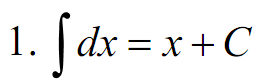 1. ∫ dx = x + C